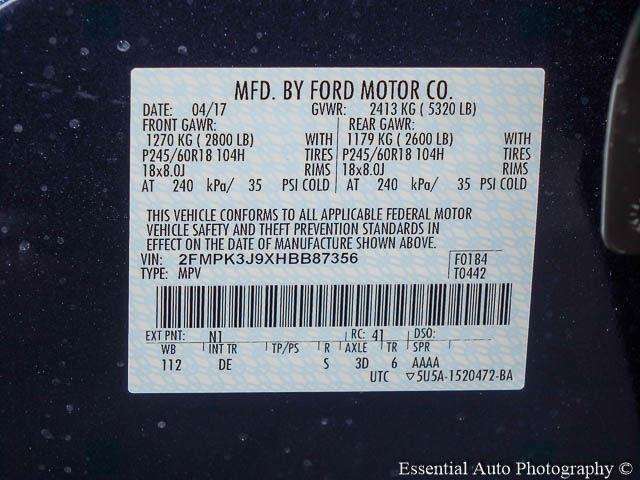 MFD. BY FORD MOTOR CO.
DATE: 04/17 GVWR: 2413 KG ( 5320 LB)
FRONT GAWR: REAR GAWR:
1270 KG ( 2800 LB) WITH 1179 KG ( 2600 LB) WITH
P245/60R18 104H TIRES P245/60R18 104H TIRES
18x8.0J RIMS 18x8.0J RIMS
AT 240 kPa/ 35 PSI COLD AT 240 kPa/ 35 PSI COLD
THIS VEHICLE CONFORMS TO ALL APPLICABLE FEDERAL MOTOR
VEHICLE SAFETY AND THEFT PREVENTION STANDARDS IN
EFFECT ON THE DATE OF MANUFACTURE SHOWN ABOVE.
VIN: 2FMPK3J9XHBB87356 F0184
TYPE: MPV T0442
EXT PNT: N1 RC: 41 DSO:
WB INT TR TP/PS R AXLE TR SPR
112 DE S 3D 6 AAAA
UTC ▽5U5A-1520472-BA
Essential Auto Photography ©